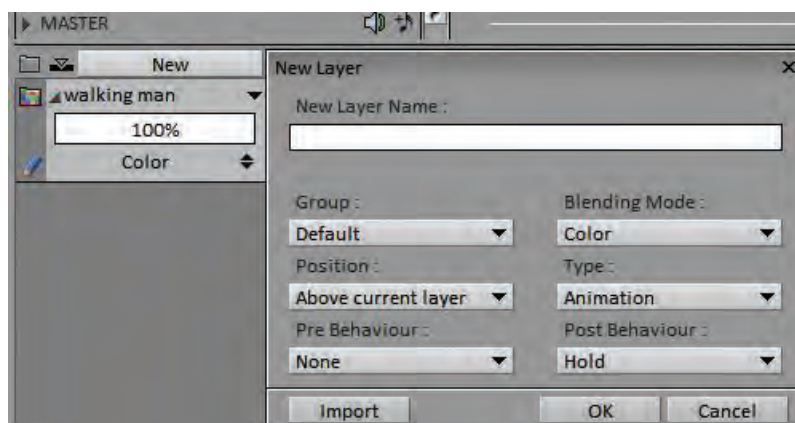 MASTER
New
walking man
100%
Color
New Layer
New Layer Name :
Group :
Blending Mode :
Default
Color
Position :
Type :
Above current layer
Animation
Pre Behaviour :
Post Behaviour :
None
Hold
Import
OK
Cancel